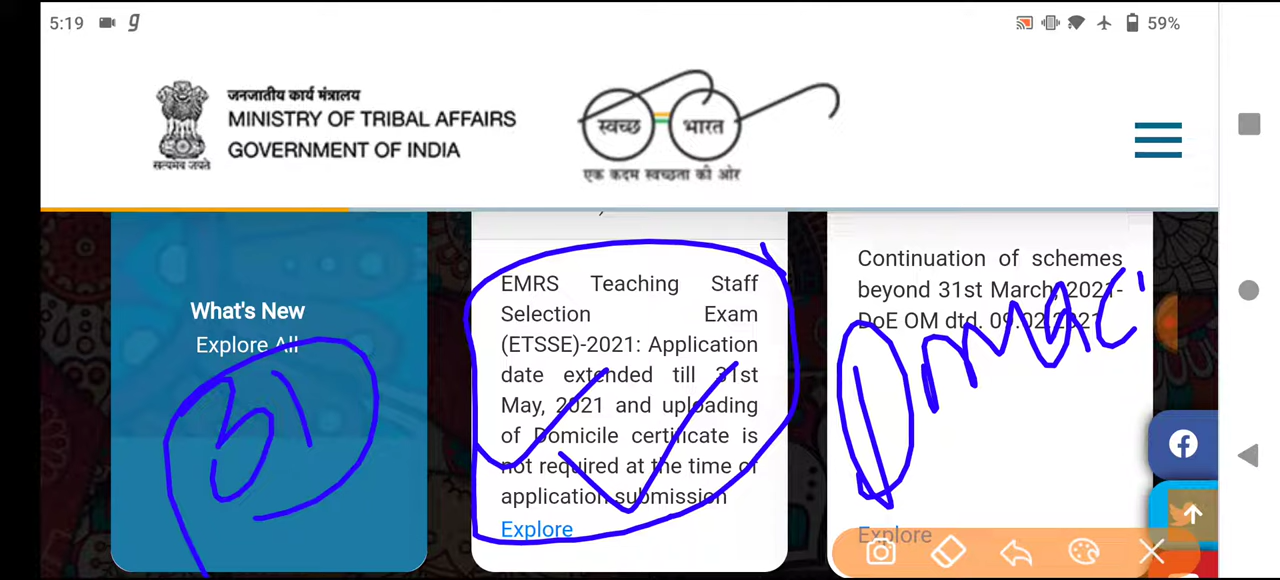 5:19 g 59%
जनजातीय कार्य मंत्रालय
MINISTRY OF TRIBAL AFFAIRS
GOVERNMENT OF INDIA
सत्यमेव जयते
स्वच्छ भारत
एक कदम स्वच्छता की ओर
What's New
Explore All
31
EMRS Teaching Staff
Selection Exam
(ETSSE)-2021: Application
date extended till 31st
May, 2021 and uploading
of Domicile certificate is
not required at the time of
application submission
Explore
Continuation of schemes
beyond 31st March, 2021-
DoE OM dtd. 09.02.2021
Explore